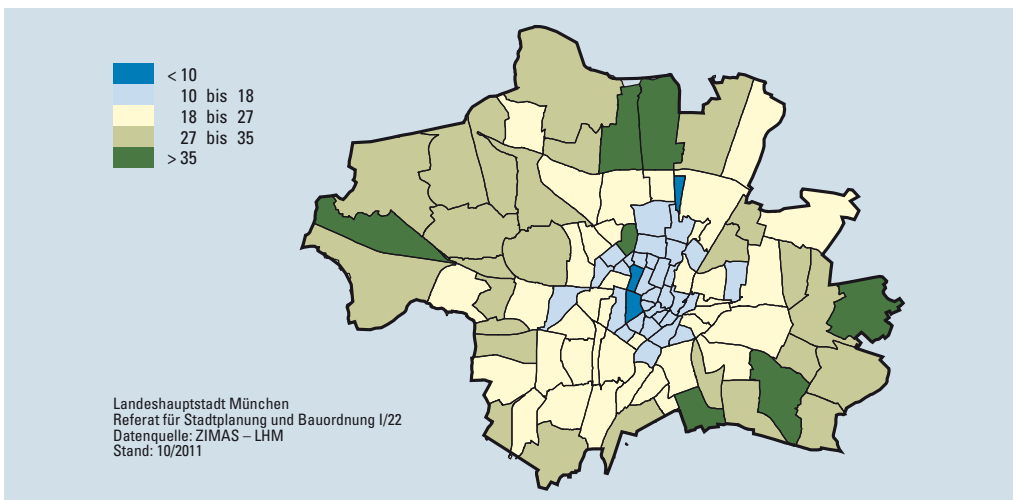 < 10
10 bis 18
18 bis 27
27 bis 35
> 35
Landeshauptstadt München
Referat für Stadtplanung und Bauordnung I/22
Datenquelle: ZIMAS – LHM
Stand: 10/2011